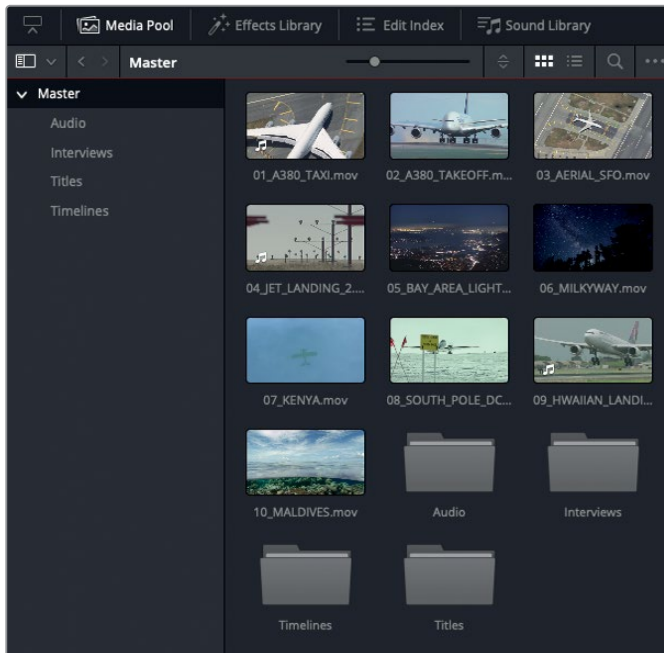 Media Pool Effects Library Edit Index Sound Library
Master
Master
Audio
Interviews
Titles
Timelines
01_A380_TAXI.mov 02_A380_TAKEOFF.m... 03_AERIAL_SFO.mov
04_JET_LANDING_2.... 05_BAY_AREA_LIGHT... 06_MILKYWAY.mov
07_KENYA.mov 08_SOUTH_POLE_DC... 09_HWAIIAN_LANDI...
10_MALDIVES.mov Audio Interviews
Timelines Titles